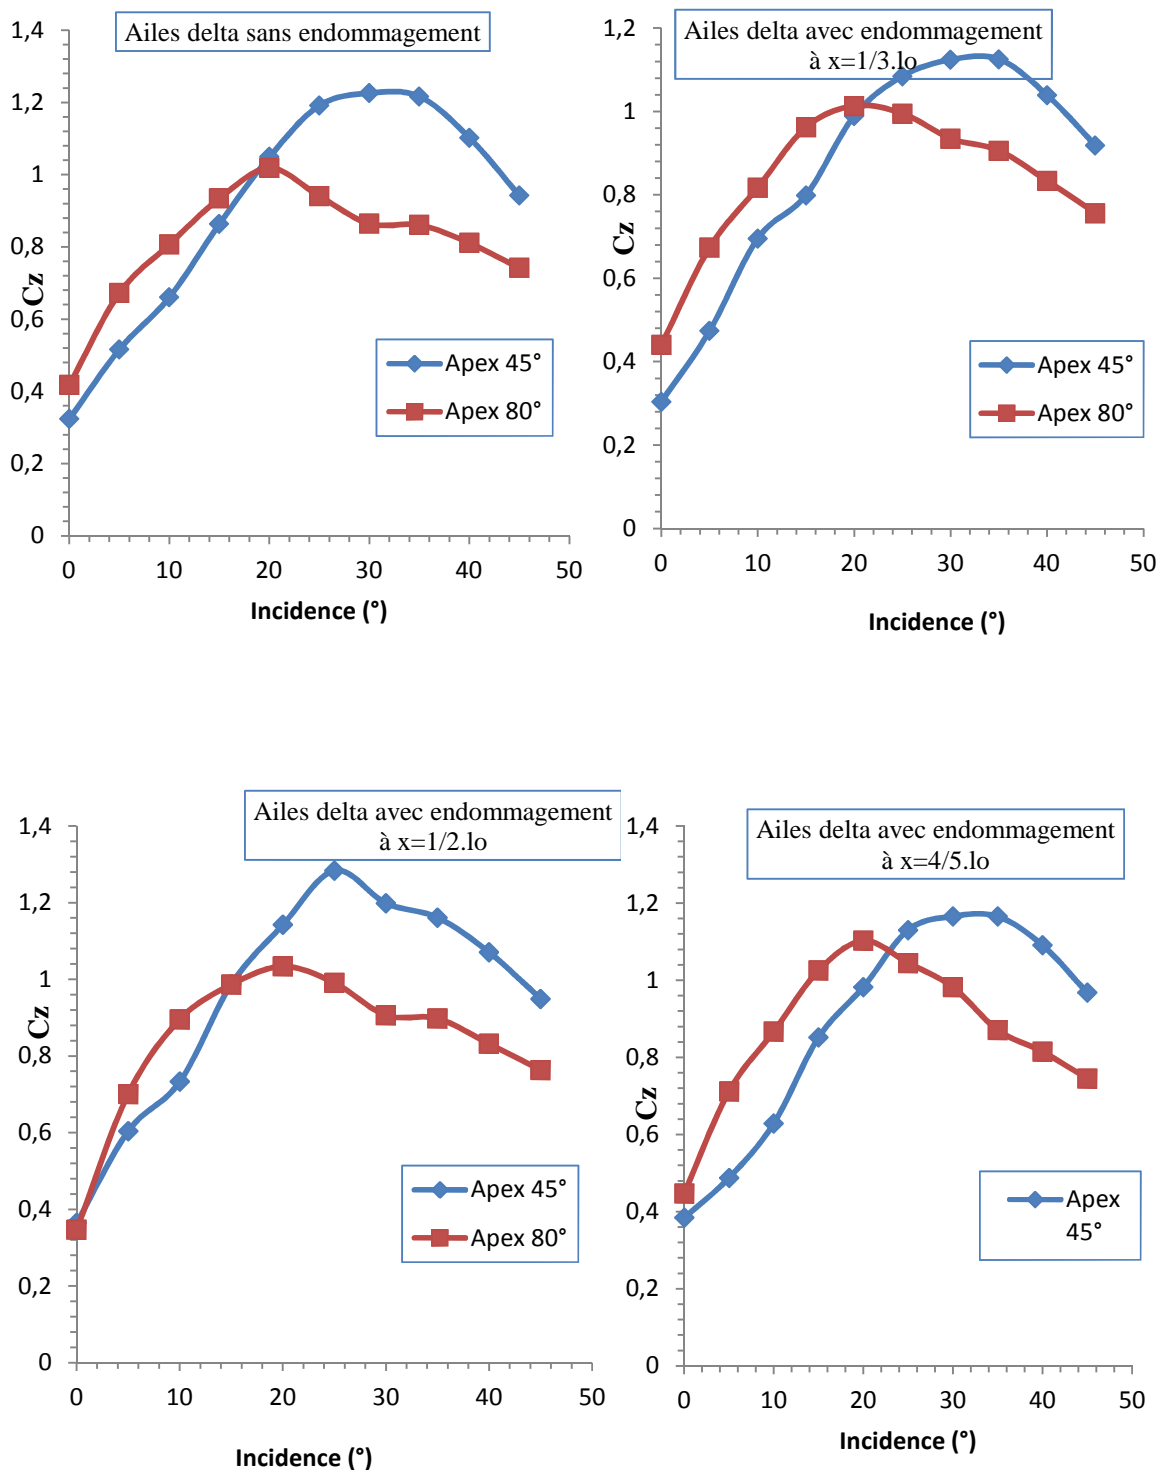 Ailes delta sans endommagement
1,4
1,2
1
0,8
0,6
0,4
0,2
0
Cz
Apex 45°
Apex 80°
0 10 20 30 40 50
Incidence (°)
Ailes delta avec endommagement
à x=1/3.lo
1,2
1
0,8
0,6
0,4
0,2
0
Cz
Apex 45°
Apex 80°
0 10 20 30 40 50
Incidence (°)
Ailes delta avec endommagement
à x=1/2.lo
1,4
1,2
1
0,8
0,6
0,4
0,2
0
Cz
Apex 45°
Apex 80°
0 10 20 30 40 50
Incidence (°)
Ailes delta avec endommagement
à x=4/5.lo
1,4
1,2
1
0,8
0,6
0,4
0,2
0
Cz
Apex
45°
0 10 20 30 40 50
Incidence (°)